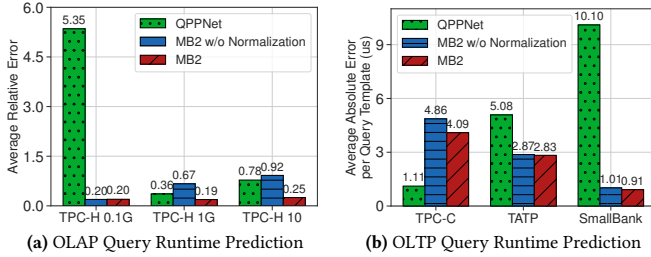 Average Relative Error
6.0
4.5
3.0
1.5
0.0
5.35
0.20
0.20
0.36
0.67
0.19
0.78
0.92
0.25
QPPNet
MB2 w/o Normalization
MB2
TPC-H 0.1G
TPC-H 1G
TPC-H 10
(a) OLAP Query Runtime Prediction
Average Absolute Error
per Query Template (us)
9
6
3
0
1.11
4.86
4.09
5.08
2.87
2.83
10.10
1.01
0.91
QPPNet
MB2 w/o Normalization
MB2
TPC-C
TATP
SmallBank
(b) OLTP Query Runtime Prediction